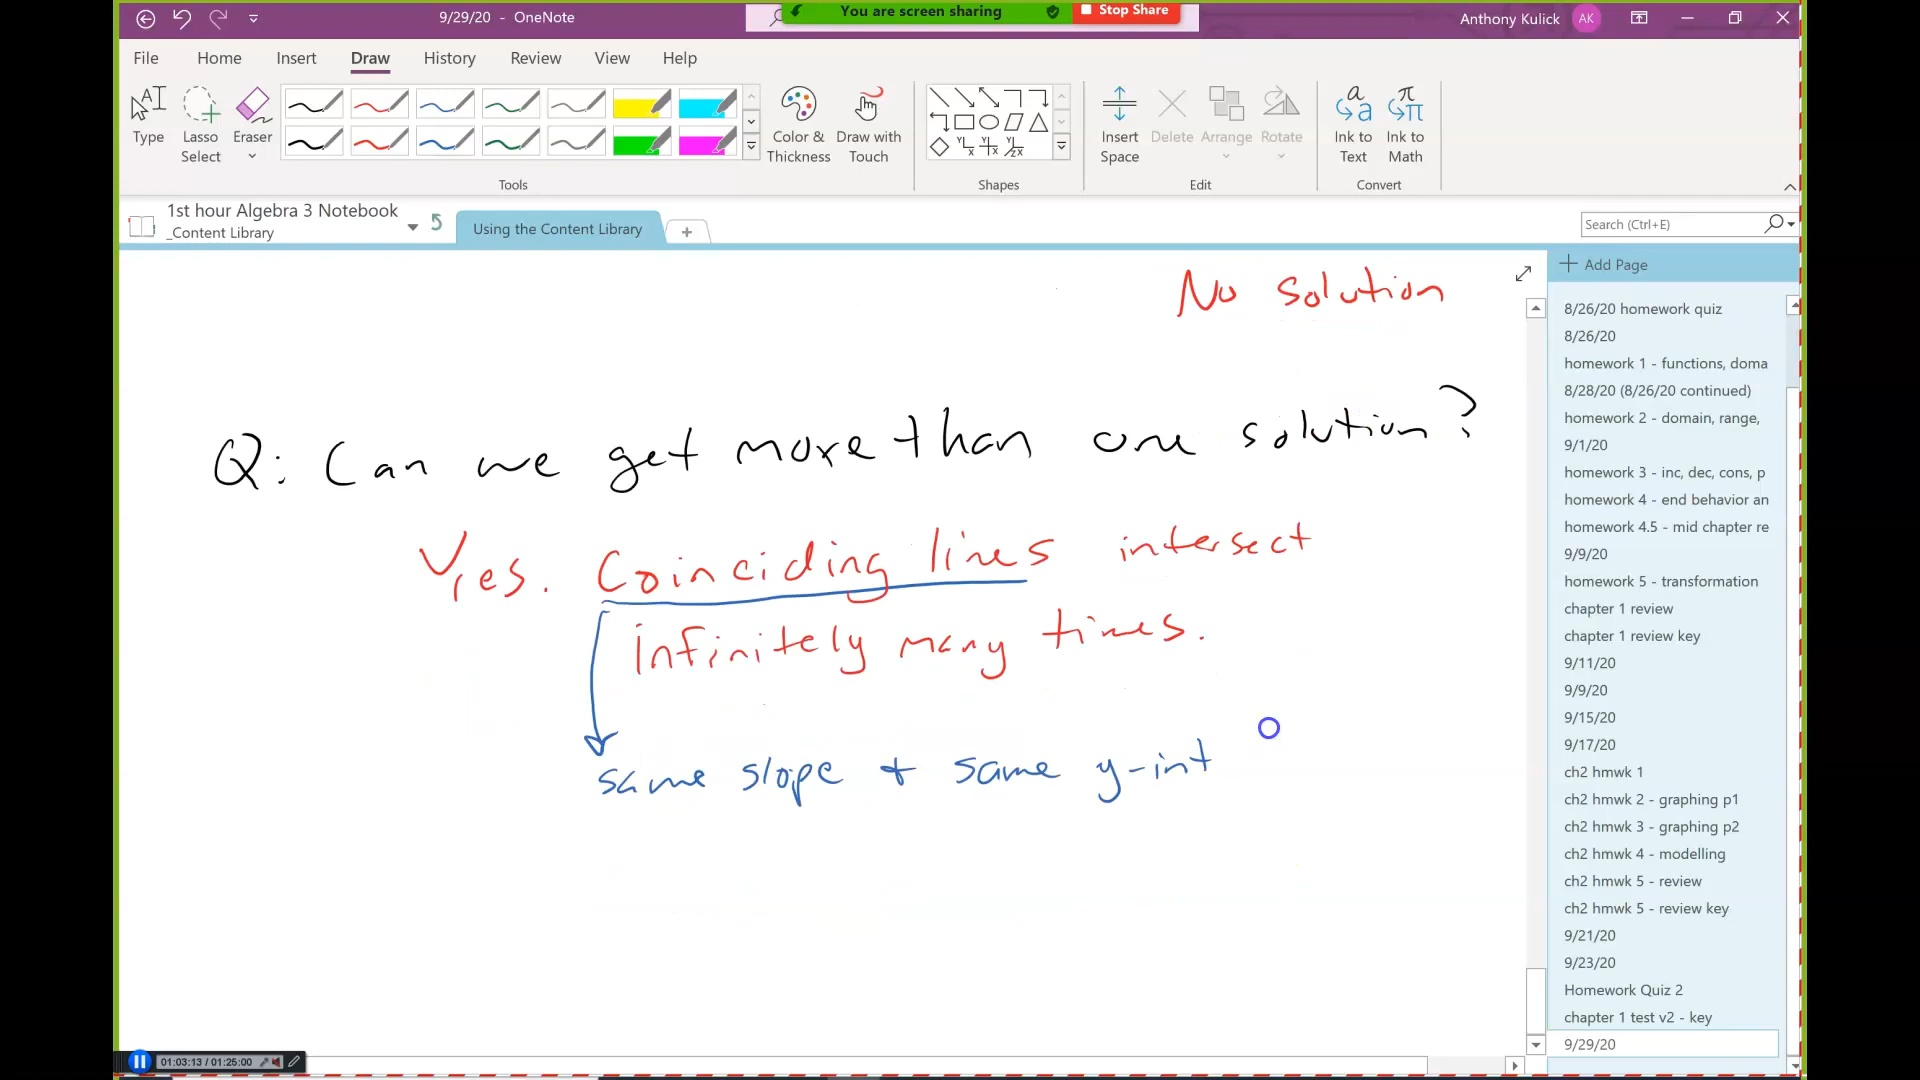 9/29/20 - OneNote
You are screen sharing
Stop Share
Anthony Kulick
AK
File Home Insert Draw History Review View Help
Type
Lasso Select
Eraser
Color & Thickness
Draw with Touch
Insert Space
Delete
Arrange
Rotate
Ink to Text
Ink to Math
Tools
Shapes
Edit
Convert
1st hour Algebra 3 Notebook
_Content Library
Using the Content Library
Search (Ctrl+E)
Add Page
No solution
Q: Can we get more than one solution?
Yes. Coinciding lines intersect
infinitely many times.
same slope + same y-int
8/26/20 homework quiz
8/26/20
homework 1 - functions, doma
8/28/20 (8/26/20 continued)
homework 2 - domain, range,
9/1/20
homework 3 - inc, dec, cons, p
homework 4 - end behavior an
homework 4.5 - mid chapter re
9/9/20
homework 5 - transformation
chapter 1 review
chapter 1 review key
9/11/20
9/9/20
9/15/20
9/17/20
ch2 hmwk 1
ch2 hmwk 2 - graphing p1
ch2 hmwk 3 - graphing p2
ch2 hmwk 4 - modelling
ch2 hmwk 5 - review
ch2 hmwk 5 - review key
9/21/20
9/23/20
Homework Quiz 2
chapter 1 test v2 - key
9/29/20
01:03:13 / 01:25:00